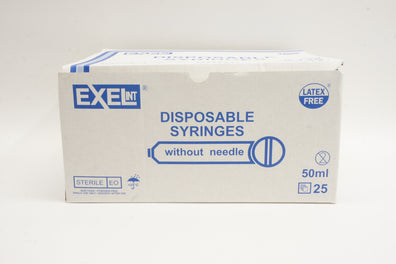 EXEL INT ®
LATEX
FREE
DISPOSABLE
SYRINGES
without needle
50ml
STERILE EO
25